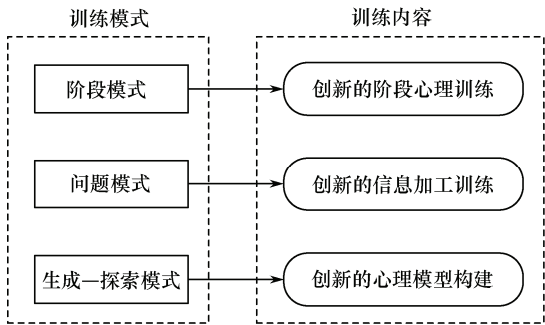 训练模式
训练内容
阶段模式
创新的阶段心理训练
问题模式
创新的信息加工训练
生成—探索模式
创新的心理模型构建